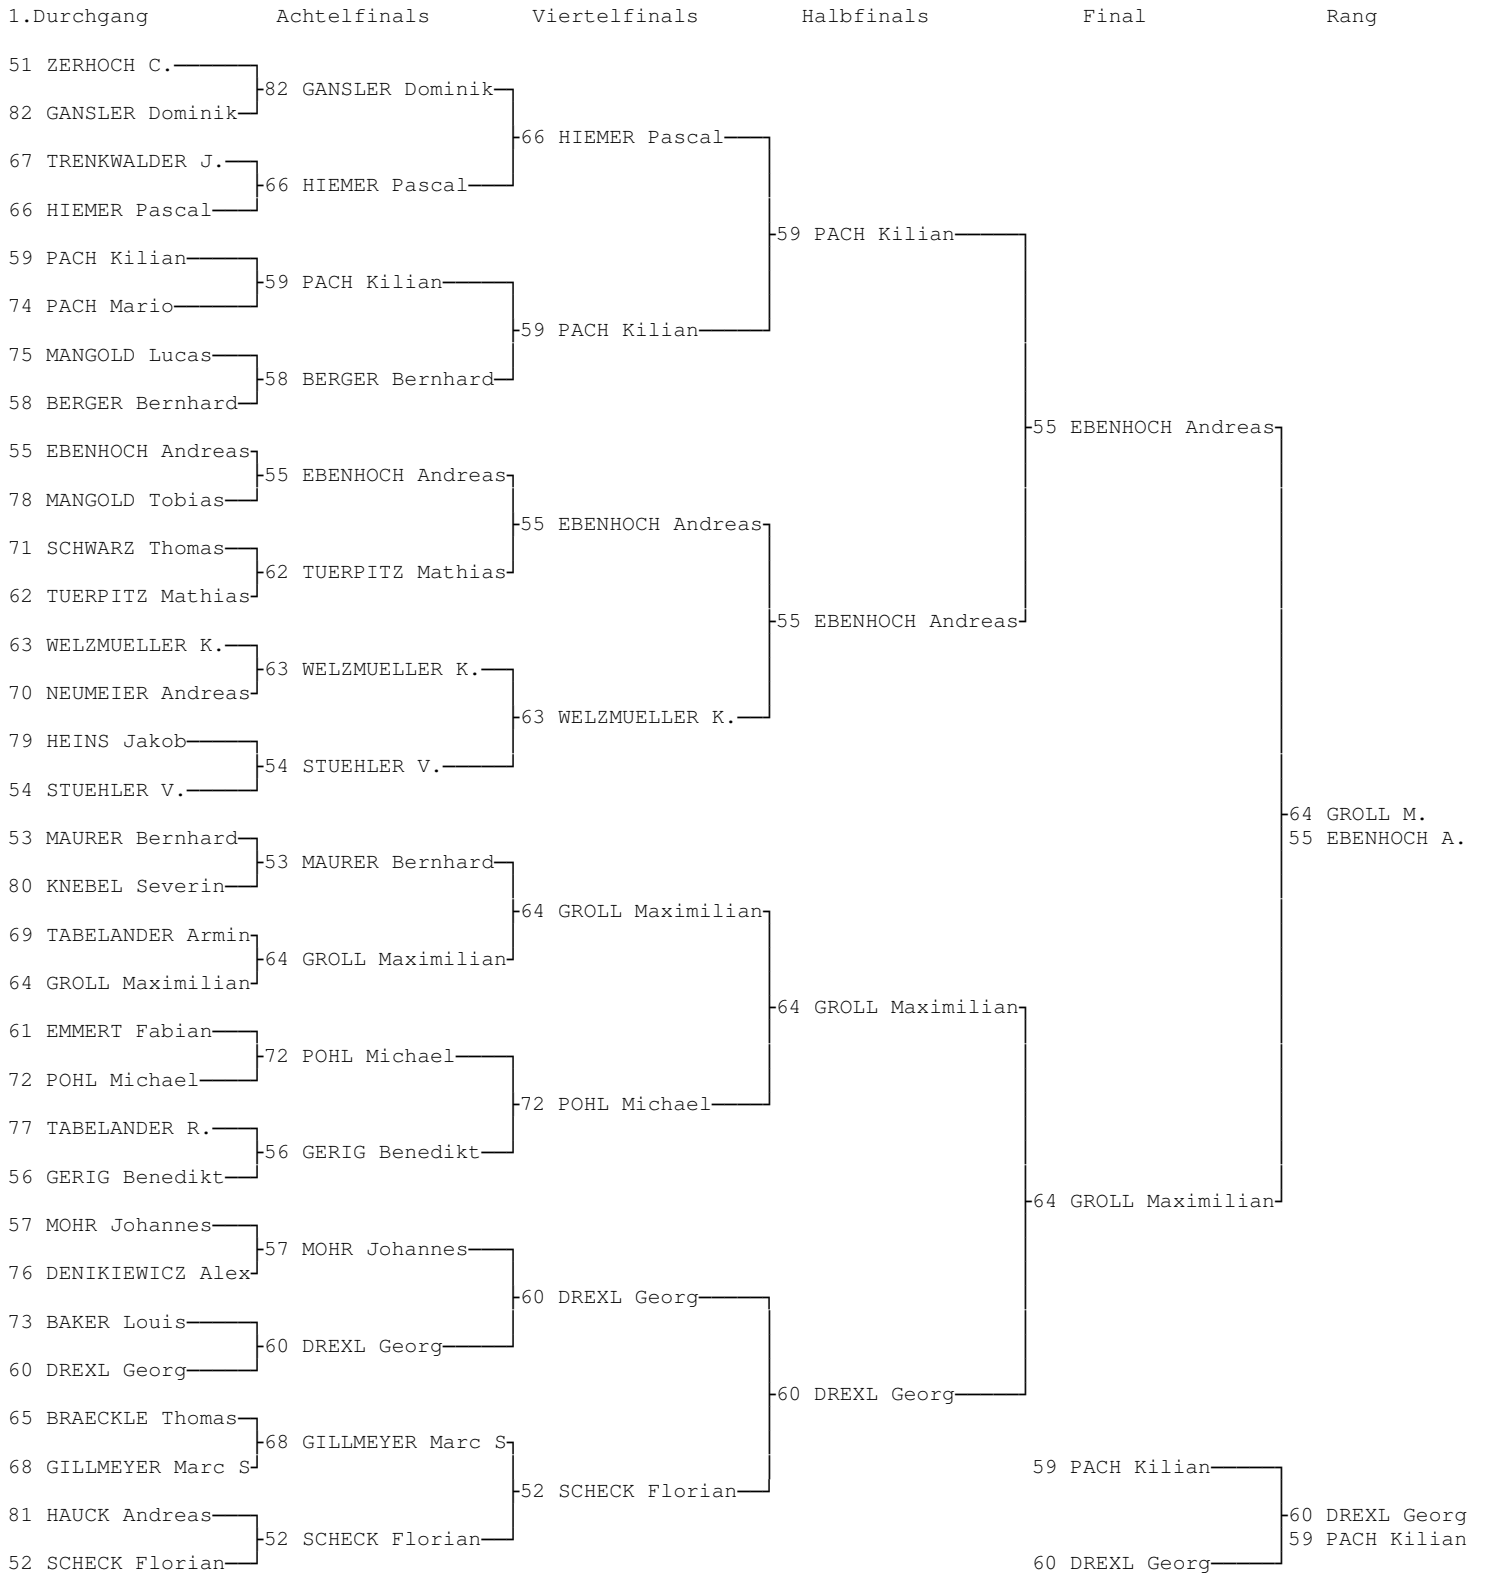 1.Durchgang Achtelfinals Viertelfinals Halbfinals Final Rang
51 ZERHOCH C.
82 GANSLER Dominik
82 GANSLER Dominik
66 HIEMER Pascal
67 TRENKWALDER J.
66 HIEMER Pascal
66 HIEMER Pascal
59 PACH Kilian
59 PACH Kilian
59 PACH Kilian
74 PACH Mario
59 PACH Kilian
75 MANGOLD Lucas
58 BERGER Bernhard
58 BERGER Bernhard
55 EBENHOCH Andreas
55 EBENHOCH Andreas
55 EBENHOCH Andreas
78 MANGOLD Tobias
55 EBENHOCH Andreas
71 SCHWARZ Thomas
62 TUERPITZ Mathias
62 TUERPITZ Mathias
55 EBENHOCH Andreas
63 WELZMUELLER K.
63 WELZMUELLER K.
70 NEUMEIER Andreas
63 WELZMUELLER K.
79 HEINS Jakob
54 STUEHLER V.
54 STUEHLER V.
64 GROLL M.
53 MAURER Bernhard 55 EBENHOCH A.
53 MAURER Bernhard
80 KNEBEL Severin
64 GROLL Maximilian
69 TABELANDER Armin
64 GROLL Maximilian
64 GROLL Maximilian
64 GROLL Maximilian
61 EMMERT Fabian
72 POHL Michael
72 POHL Michael
72 POHL Michael
77 TABELANDER R.
56 GERIG Benedikt
56 GERIG Benedikt
64 GROLL Maximilian
57 MOHR Johannes
57 MOHR Johannes
76 DENIKIEWICZ Alex
60 DREXL Georg
73 BAKER Louis
60 DREXL Georg
60 DREXL Georg
60 DREXL Georg
65 BRAECKLE Thomas
68 GILLMEYER Marc S
68 GILLMEYER Marc S 59 PACH Kilian
52 SCHECK Florian
81 HAUCK Andreas 60 DREXL Georg
52 SCHECK Florian 59 PACH Kilian
52 SCHECK Florian 60 DREXL Georg